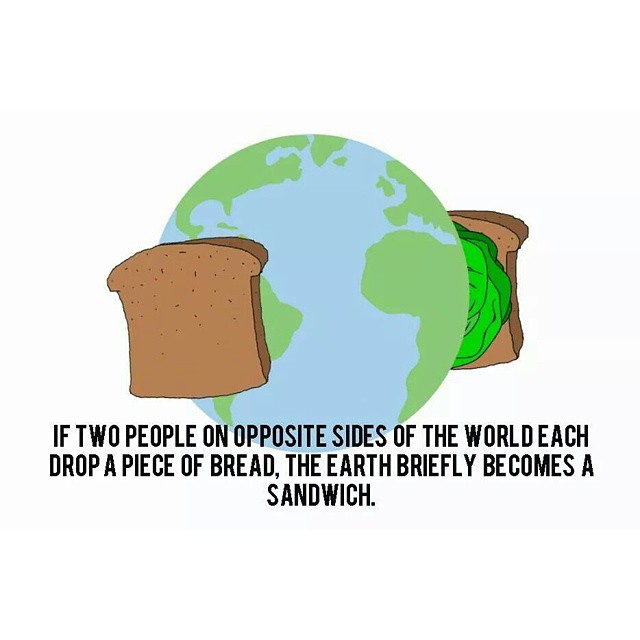 IF TWO PEOPLE ON OPPOSITE SIDES OF THE WORLD EACH
DROP A PIECE OF BREAD, THE EARTH BRIEFLY BECOMES A
SANDWICH.